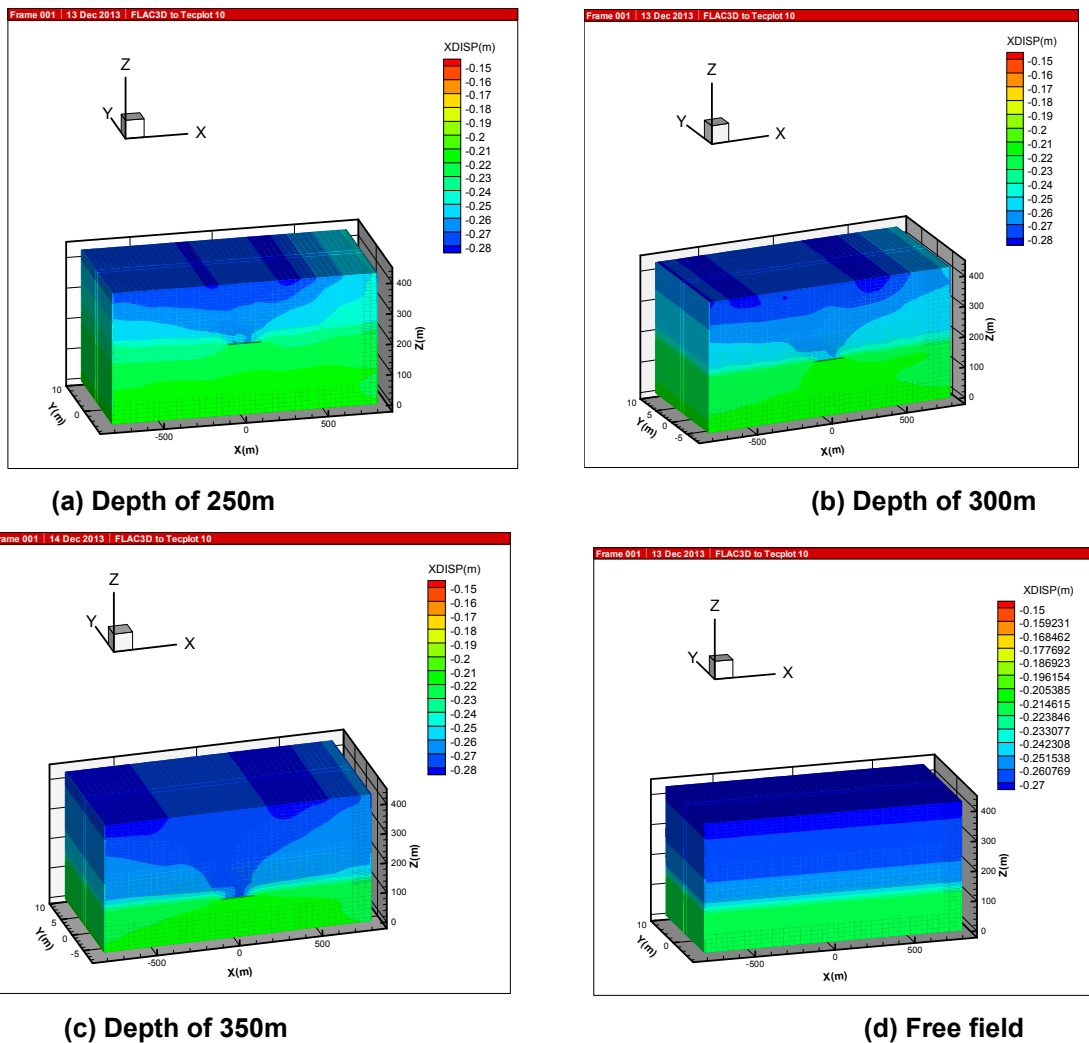 Frame 001 | 13 Dec 2013 | FLAC3D to Tecplot 10
XDISP(m)
-0.15
-0.16
-0.17
-0.18
-0.19
-0.2
-0.21
-0.22
-0.23
-0.24
-0.25
-0.26
-0.27
-0.28
Z
Y
X
400
300
200
100
0
Z(m)
10
0
Y(m)
-500
0
500
X(m)
(a) Depth of 250m
Frame 001 | 13 Dec 2013 | FLAC3D to Tecplot 10
XDISP(m)
-0.15
-0.16
-0.17
-0.18
-0.19
-0.2
-0.21
-0.22
-0.23
-0.24
-0.25
-0.26
-0.27
-0.28
Z
Y
X
400
300
200
100
0
Z(m)
10
5
0
-5
Y(m)
-500
0
500
X(m)
(b) Depth of 300m
rame 001 | 14 Dec 2013 | FLAC3D to Tecplot 10
XDISP(m)
-0.15
-0.16
-0.17
-0.18
-0.19
-0.2
-0.21
-0.22
-0.23
-0.24
-0.25
-0.26
-0.27
-0.28
Z
Y
X
400
300
200
100
0
Z(m)
10
5
0
-5
Y(m)
-500
0
500
X(m)
(c) Depth of 350m
Frame 001 | 13 Dec 2013 | FLAC3D to Tecplot 10
XDISP(m)
-0.15
-0.159231
-0.168462
-0.177692
-0.186923
-0.196154
-0.205385
-0.214615
-0.223846
-0.233077
-0.242308
-0.251538
-0.260769
-0.27
Z
Y
X
400
300
200
100
0
Z(m)
10
0
Y(m)
-500
0
500
X(m)
(d) Free field